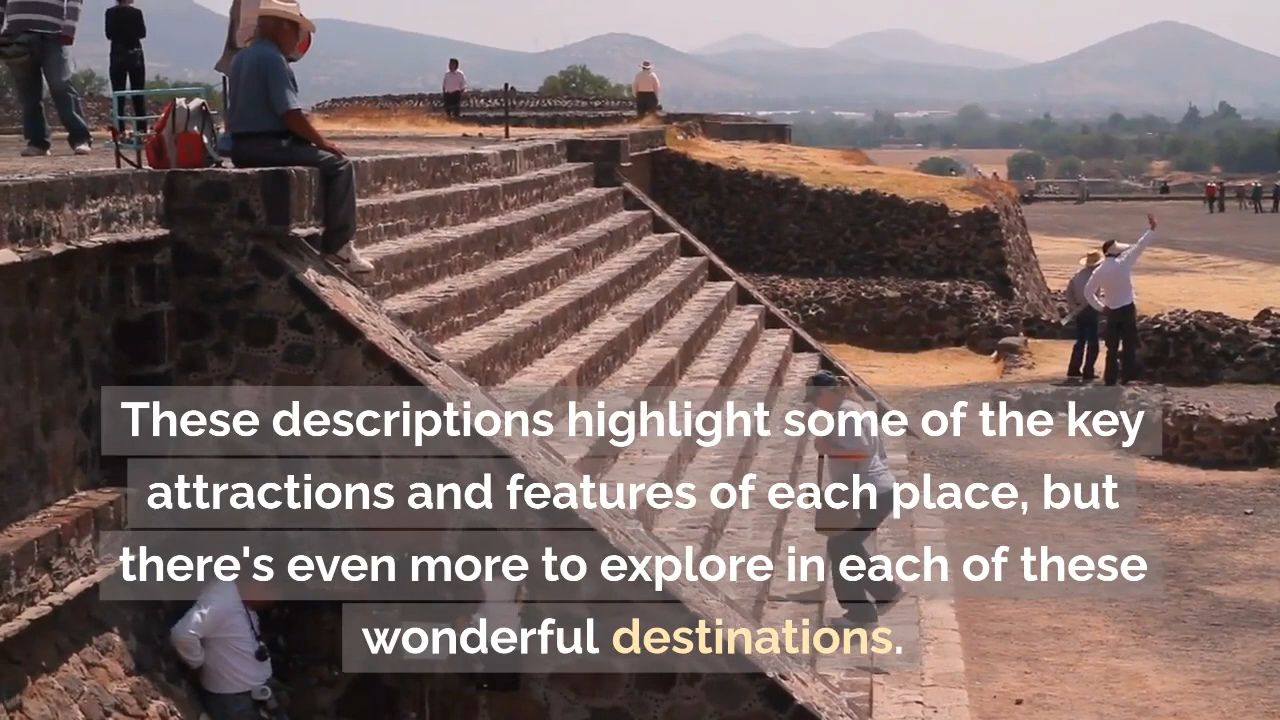 These descriptions highlight some of the key
attractions and features of each place, but
there's even more to explore in each of these
wonderful destinations.